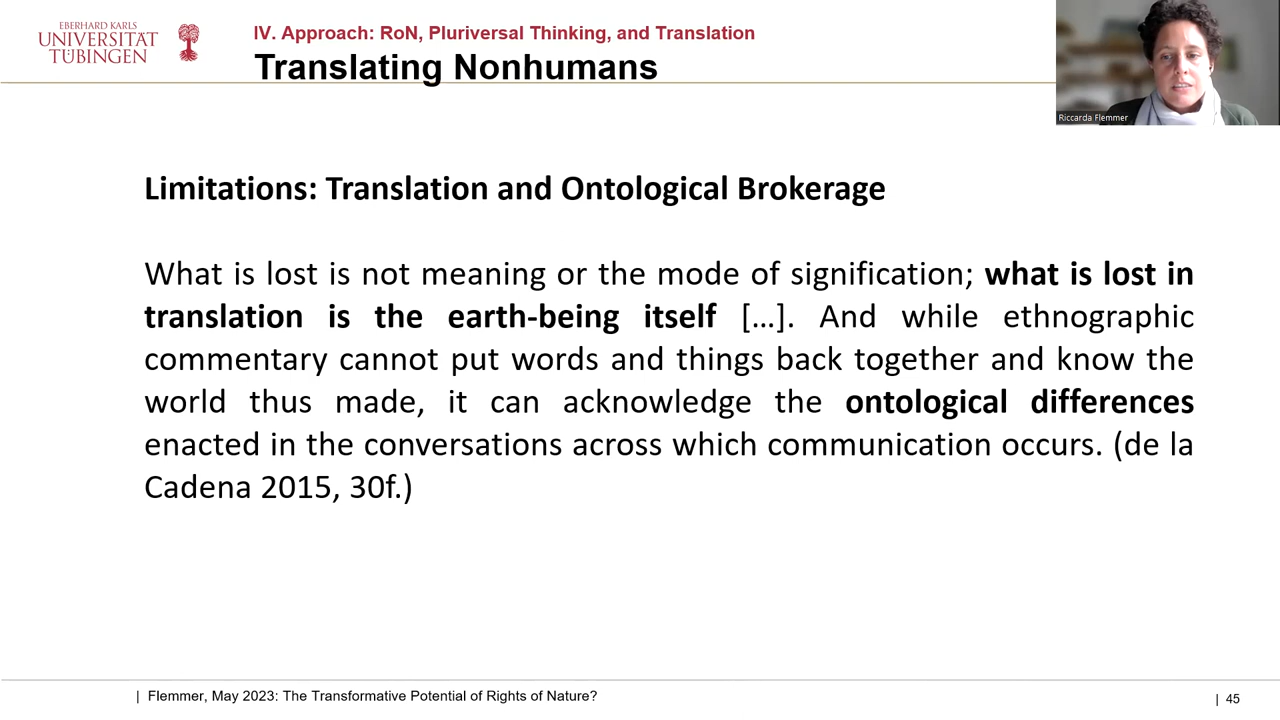 EBERHARD KARLS
UNIVERSITÄT
TÜBINGEN
IV. Approach: RoN, Pluriversal Thinking, and Translation
Translating Nonhumans
Riccarda Flemmer
Limitations: Translation and Ontological Brokerage
What is lost is not meaning or the mode of signification; what is lost in
translation is the earth-being itself […]. And while ethnographic
commentary cannot put words and things back together and know the
world thus made, it can acknowledge the ontological differences
enacted in the conversations across which communication occurs. (de la
Cadena 2015, 30f.)
| Flemmer, May 2023: The Transformative Potential of Rights of Nature?
| 45